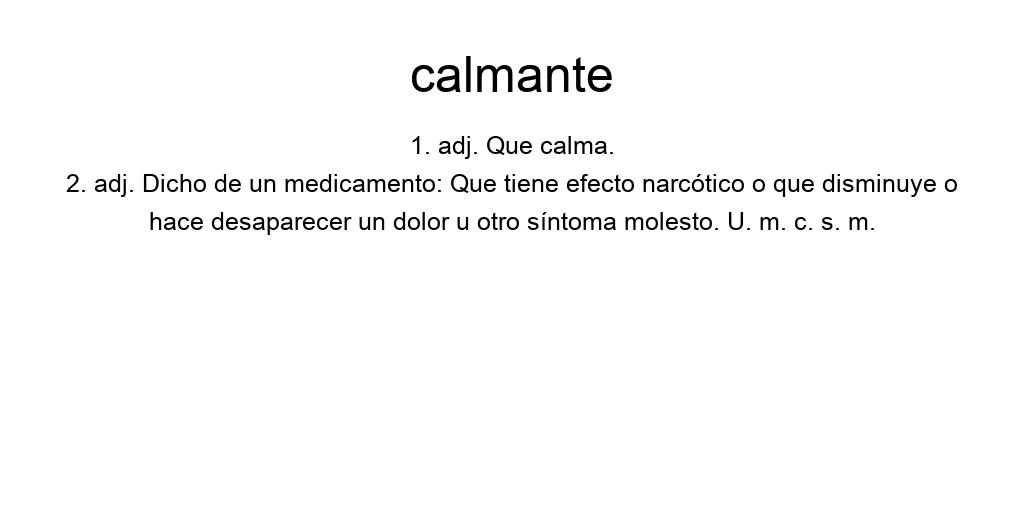 calmante
1. adj. Que calma.
2. adj. Dicho de un medicamento: Que tiene efecto narcótico o que disminuye o
hace desaparecer un dolor u otro síntoma molesto. U. m. c. s. m.